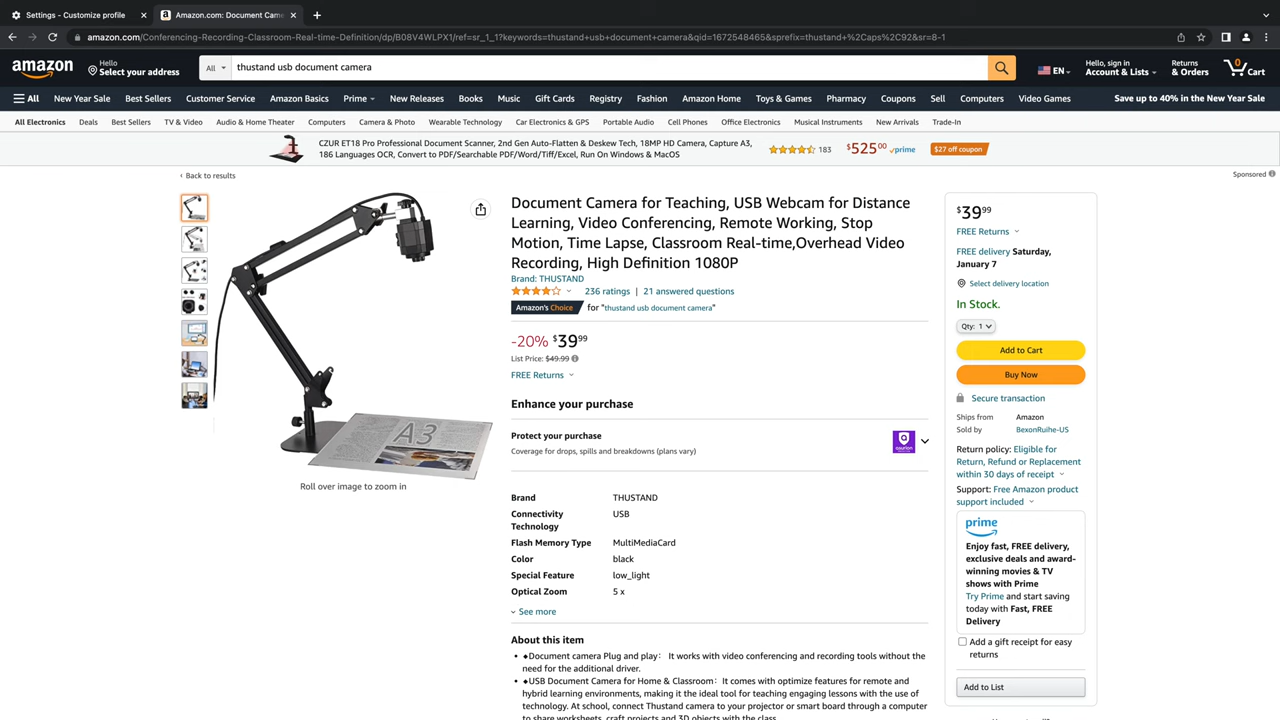 Settings - Customize profile
Amazon.com: Document Cam
amazon.com/Conferencing-Recording-Classroom-Real-time-Definition/dp/B08V4WLPX1/ref=sr_1_1?keywords=thustand+usb+document+camera&qid=1672548465&sprefix=thustand+%2Caps%2C92&sr=8-1
amazon
Hello
Select your address
All
thustand usb document camera
EN
Hello, sign in
Account & Lists
Returns
& Orders
0
Cart
All
New Year Sale
Best Sellers
Customer Service
Amazon Basics
Prime
New Releases
Books
Music
Gift Cards
Registry
Fashion
Amazon Home
Toys & Games
Pharmacy
Coupons
Sell
Computers
Video Games
Save up to 40% in the New Year Sale
All Electronics
Deals
Best Sellers
TV & Video
Audio & Home Theater
Computers
Camera & Photo
Wearable Technology
Car Electronics & GPS
Portable Audio
Cell Phones
Office Electronics
Musical Instruments
New Arrivals
Trade-In
CZUR ET18 Pro Professional Document Scanner, 2nd Gen Auto-Flatten & Deskew Tech, 18MP HD Camera, Capture A3,
186 Languages OCR, Convert to PDF/Searchable PDF/Word/Tiff/Excel, Run On Windows & MacOS
183
$52500
prime
$27 off coupon
‹ Back to results
Sponsored
A3
Roll over image to zoom in
Document Camera for Teaching, USB Webcam for Distance
Learning, Video Conferencing, Remote Working, Stop
Motion, Time Lapse, Classroom Real-time,Overhead Video
Recording, High Definition 1080P
Brand: THUSTAND
236 ratings | 21 answered questions
Amazon's Choice for "thustand usb document camera"
-20% $3999
List Price: $49.99
FREE Returns
Enhance your purchase
Protect your purchase
Coverage for drops, spills and breakdowns (plans vary)
Brand THUSTAND
Connectivity USB
Technology
Flash Memory Type MultiMediaCard
Color black
Special Feature low_light
Optical Zoom 5 x
See more
About this item
• ◆Document camera Plug and play： It works with video conferencing and recording tools without the
need for the additional driver.
• ◆USB Document Camera for Home & Classroom： It comes with optimize features for remote and
hybrid learning environments, making it the ideal tool for teaching engaging lessons with the use of
technology. At school, connect Thustand camera to your projector or smart board through a computer
to share worksheets, craft projects and 3D objects with the class.
$3999
FREE Returns
FREE delivery Saturday,
January 7
Select delivery location
In Stock.
Qty: 1
Add to Cart
Buy Now
Secure transaction
Ships from Amazon
Sold by BexonRuihe-US
Return policy: Eligible for
Return, Refund or Replacement
within 30 days of receipt
Support: Free Amazon product
support included
prime
Enjoy fast, FREE delivery,
exclusive deals and award-
winning movies & TV
shows with Prime
Try Prime and start saving
today with Fast, FREE
Delivery
Add a gift receipt for easy
returns
Add to List